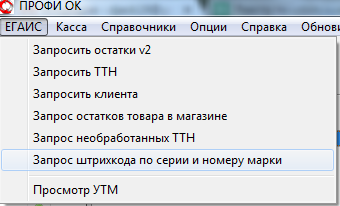 ПРОФИ ОК
ЕГАИС Касса Справочники Опции Справка Обнови
Запросить остатки v2
Запросить ТТН
Запросить клиента
Запрос остатков товара в магазине
Запрос необработанных ТТН
Запрос штрихкода по серии и номеру марки
Просмотр УТМ